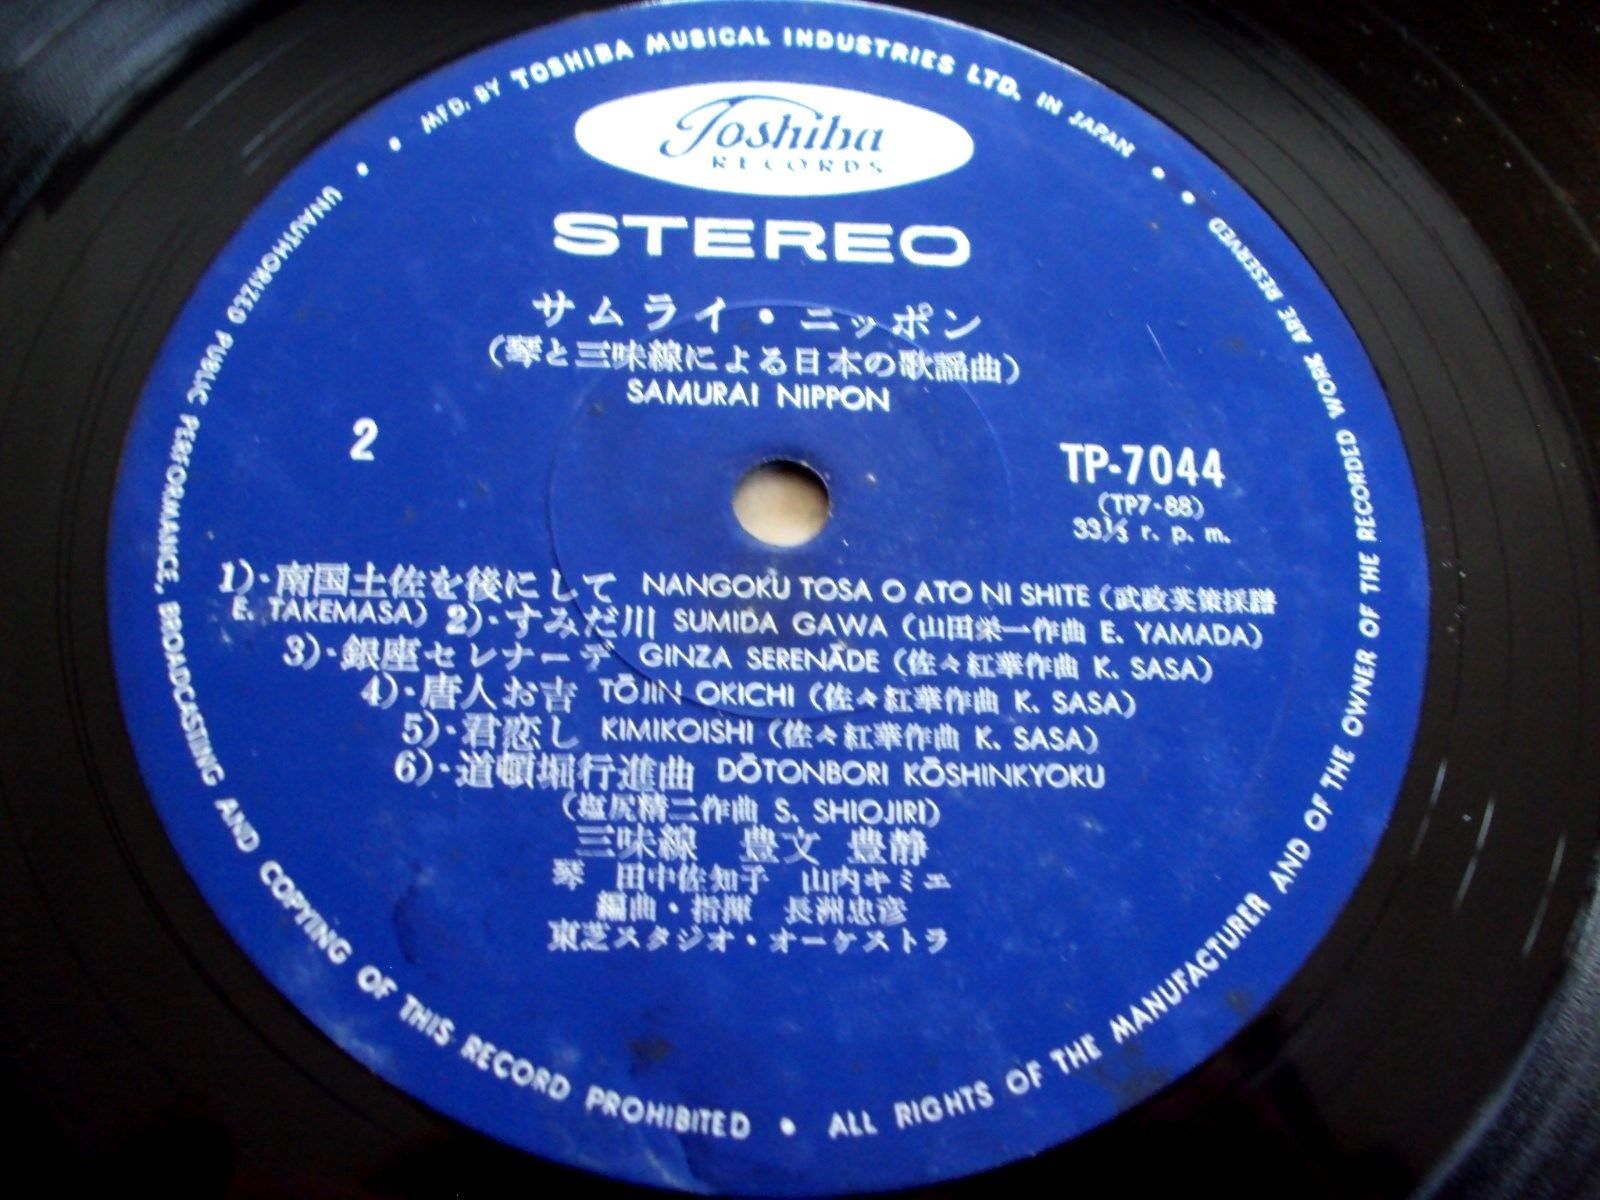 MFD. BY TOSHIBA MUSICAL INDUSTRIES LTD. IN JAPAN
Toshiba
RECORDS
STEREO
サムライ・ニッポン
(琴と三味線による日本の歌謡曲)
SAMURAI NIPPON
2
TP-7044
(TP7-88)
33⅓ r. p. m.
1)・南国土佐を後にして NANGOKU TOSA O ATO NI SHITE (武政英策採譜
E. TAKEMASA) 2)・すみだ川 SUMIDA GAWA (山田栄一作曲 E. YAMADA)
3)・銀座セレナーデ GINZA SERENĀDE (佐々紅華作曲 K. SASA)
4)・唐人お吉 TŌJIN OKICHI (佐々紅華作曲 K. SASA)
5)・君恋し KIMIKOISHI (佐々紅華作曲 K. SASA)
6)・道頓堀行進曲 DŌTONBORI KŌSHINKYOKU
(塩尻精二作曲 S. SHIOJIRI)
三味線 豊文 豊静
琴 田中佐知子 山内キミエ
編曲・指揮 長洲忠彦
東芝スタジオ・オーケストラ
ALL RIGHTS OF THE MANUFACTURER AND OF THE OWNER OF THE RECORDED WORK ARE RESERVED
UNAUTHORIZED PUBLIC PERFORMANCE, BROADCASTING AND COPYING OF THIS RECORD PROHIBITED